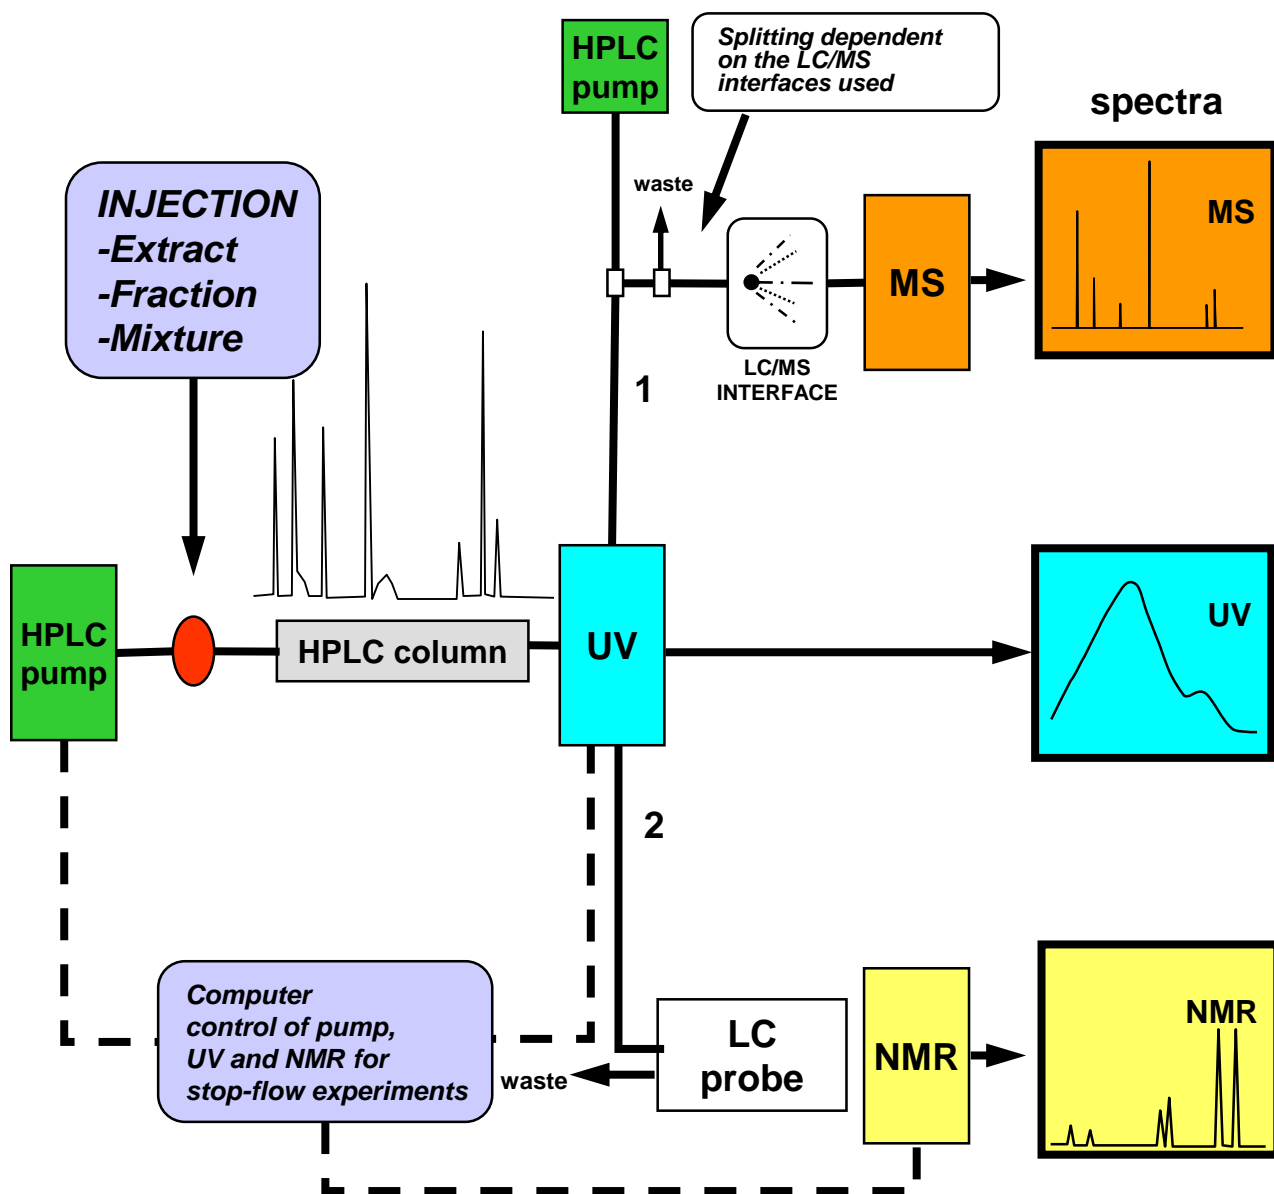 HPLC
pump
Splitting dependent
on the LC/MS
interfaces used
spectra
waste
INJECTION
-Extract
-Fraction
-Mixture
MS
MS
LC/MS
INTERFACE
1
HPLC
pump
HPLC column
UV
UV
2
Computer
control of pump,
UV and NMR for
stop-flow experiments
waste
LC
probe
NMR
NMR